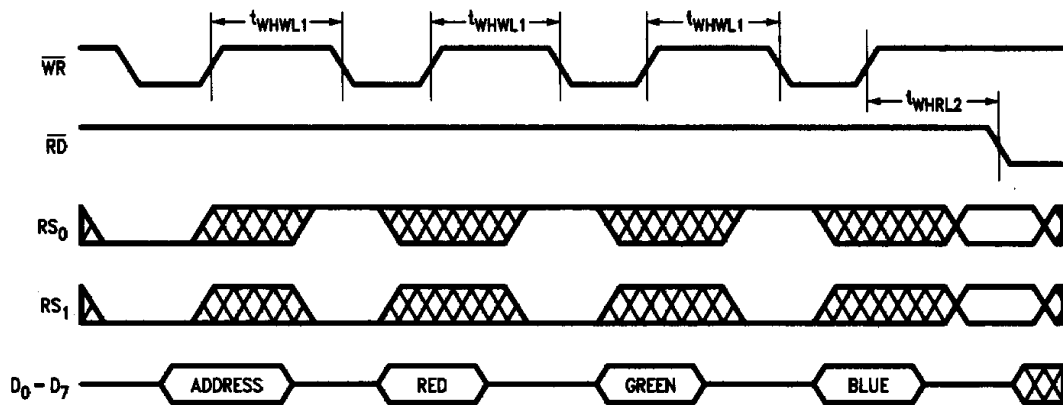 tWHWL1 tWHWL1 tWHWL1
WR
tWHRL2
RD
RS0
RS1
D0 – D7 ADDRESS RED GREEN BLUE